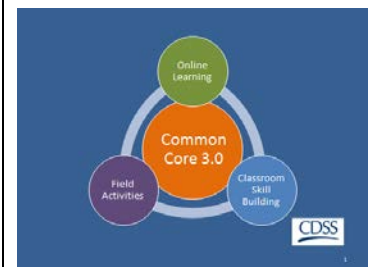 Online
Learning
Common
Core 3.0
Field
Activities
Classroom
Skill
Building
CDSS
1